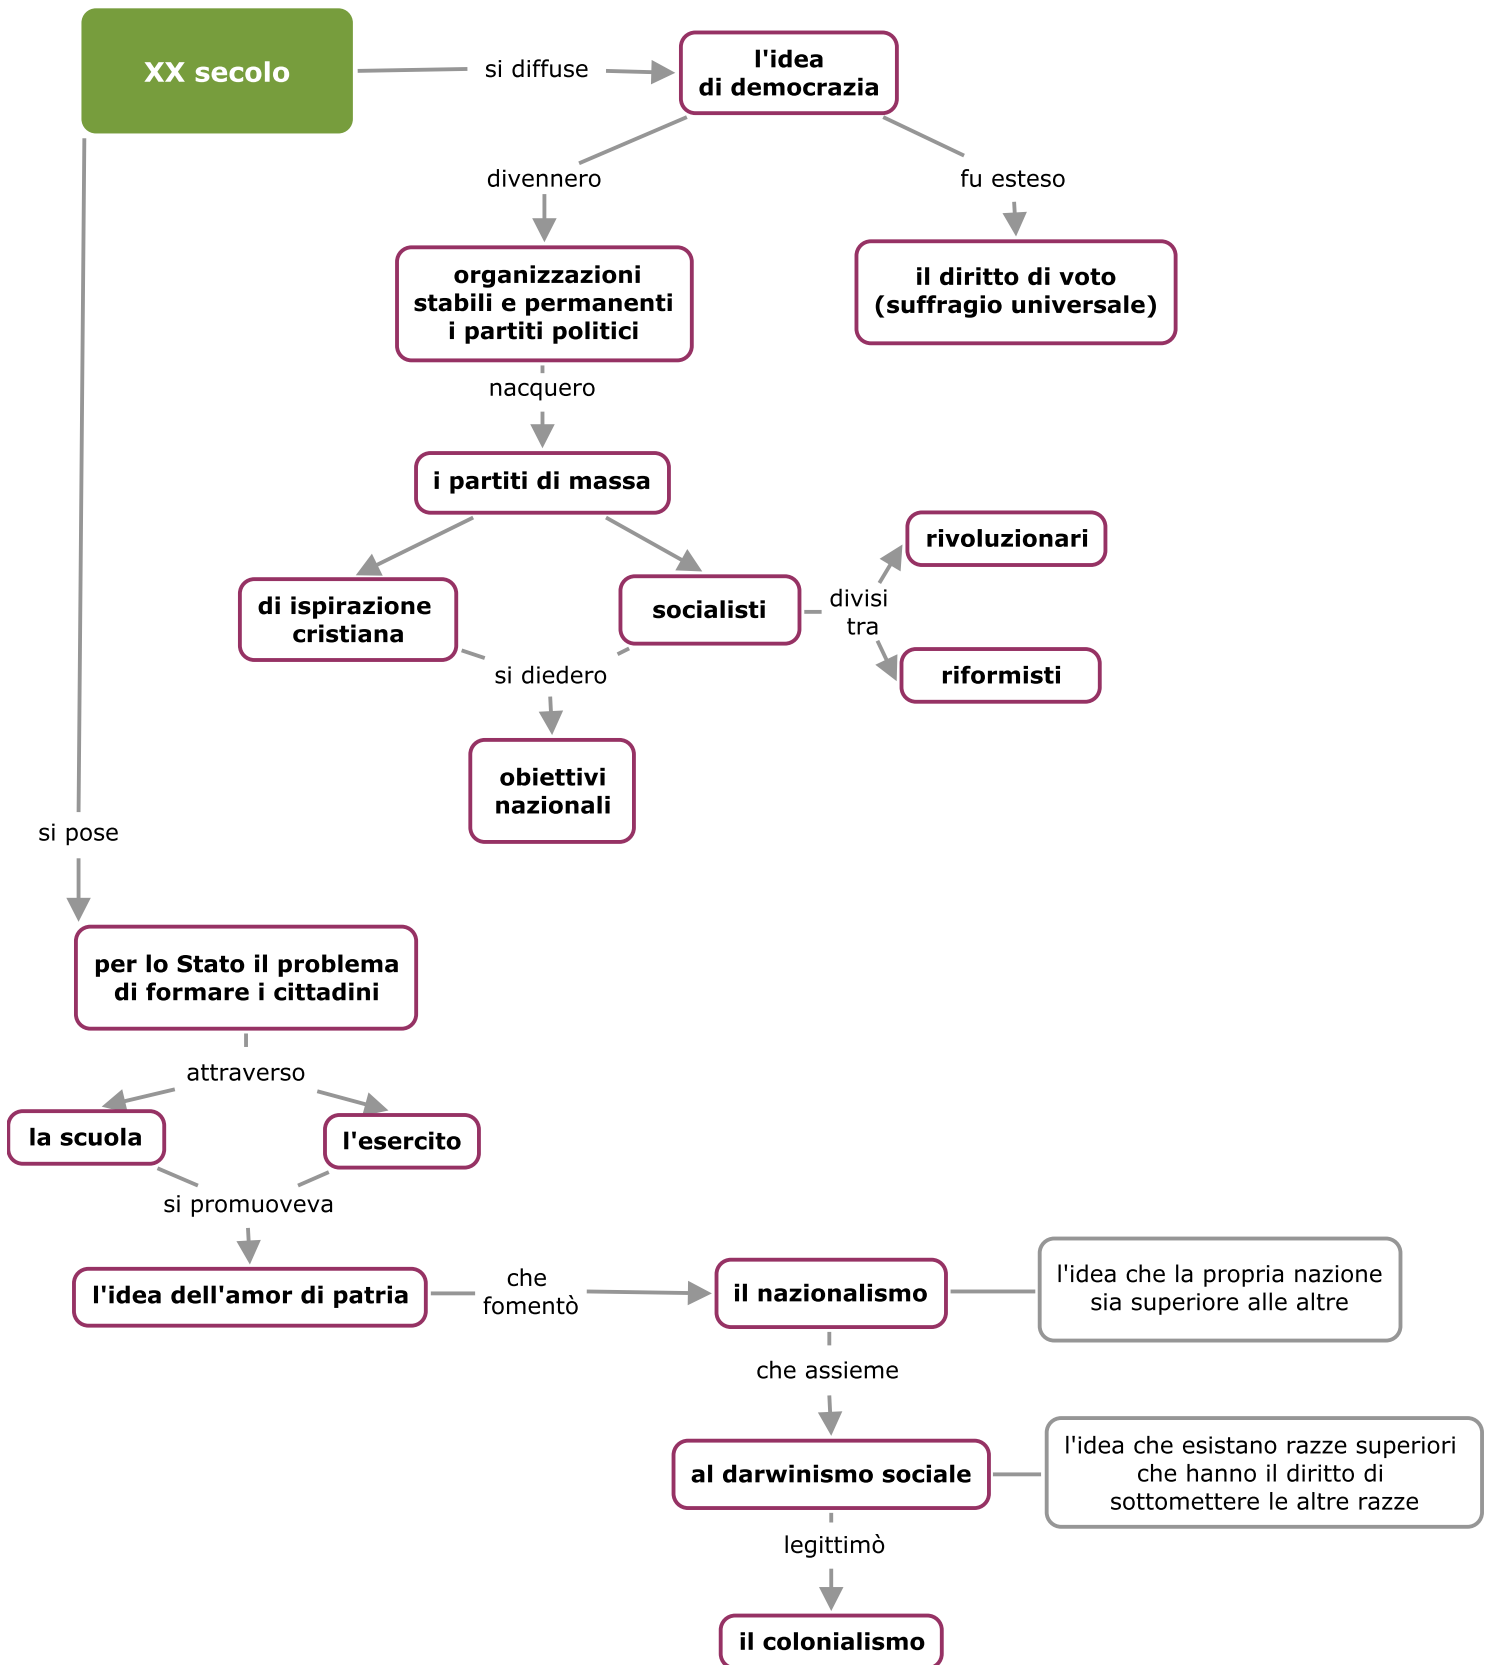 XX secolo
si diffuse
l'idea
di democrazia
divennero
fu esteso
organizzazioni
stabili e permanenti
i partiti politici
il diritto di voto
(suffragio universale)
nacquero
i partiti di massa
di ispirazione
cristiana
socialisti
divisi
tra
rivoluzionari
riformisti
si diedero
obiettivi
nazionali
si pose
per lo Stato il problema
di formare i cittadini
attraverso
la scuola
l'esercito
si promuoveva
l'idea dell'amor di patria
che
fomentò
il nazionalismo
l'idea che la propria nazione
sia superiore alle altre
che assieme
al darwinismo sociale
l'idea che esistano razze superiori
che hanno il diritto di
sottomettere le altre razze
legittimò
il colonialismo